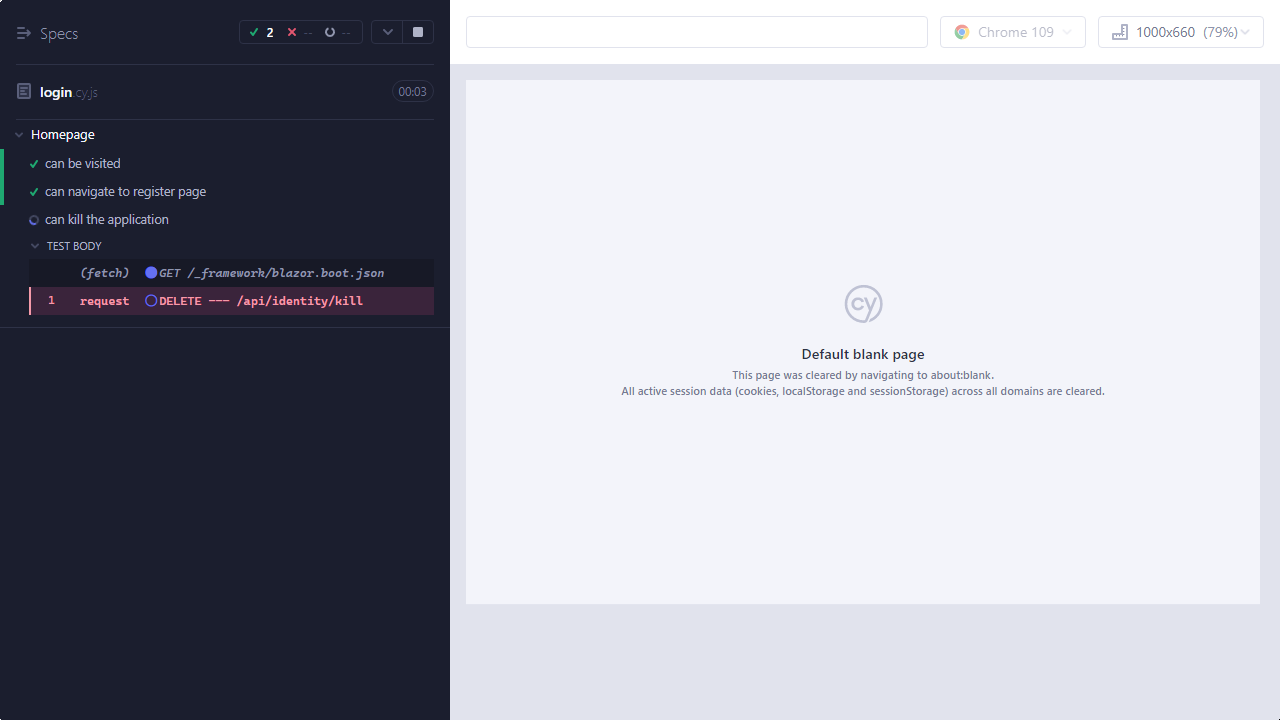 Specs
2 -- --
login.cy.js
00:03
Homepage
can be visited
can navigate to register page
can kill the application
TEST BODY
(fetch) GET /_framework/blazor.boot.json
1 request DELETE --- /api/identity/kill
Chrome 109
1000x660 (79%)
cy
Default blank page
This page was cleared by navigating to about:blank.
All active session data (cookies, localStorage and sessionStorage) across all domains are cleared.